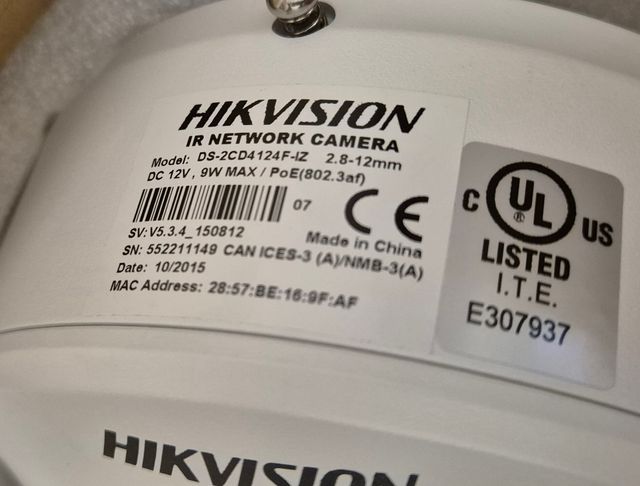 HIKVISION
IR NETWORK CAMERA
Model: DS-2CD4124F-IZ 2.8-12mm
DC 12V, 9W MAX / PoE(802.3af)
07
CE
SV: V5.3.4_150812
Made in China
SN: 552211149 CAN ICES-3 (A)/NMB-3(A)
Date: 10/2015
MAC Address: 28:57:BE:16:9F:AF
C UL ® US
LISTED
I.T.E.
E307937
HIKVISION